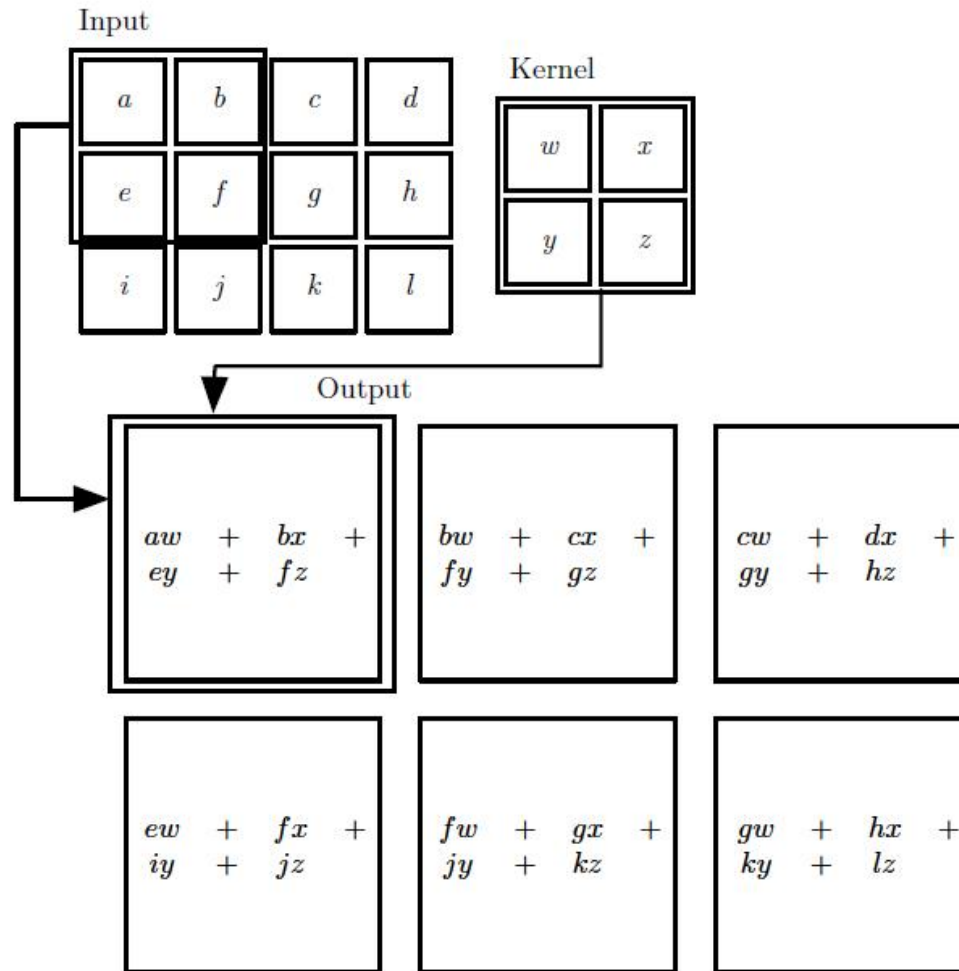 Input
a b c d
Kernel
w x
e f g h
y z
i j k l
Output
aw + bx + bw + cx + cw + dx +
ey + fz fy + gz gy + hz
ew + fx + fw + gx + gw + hx +
iy + jz jy + kz ky + lz